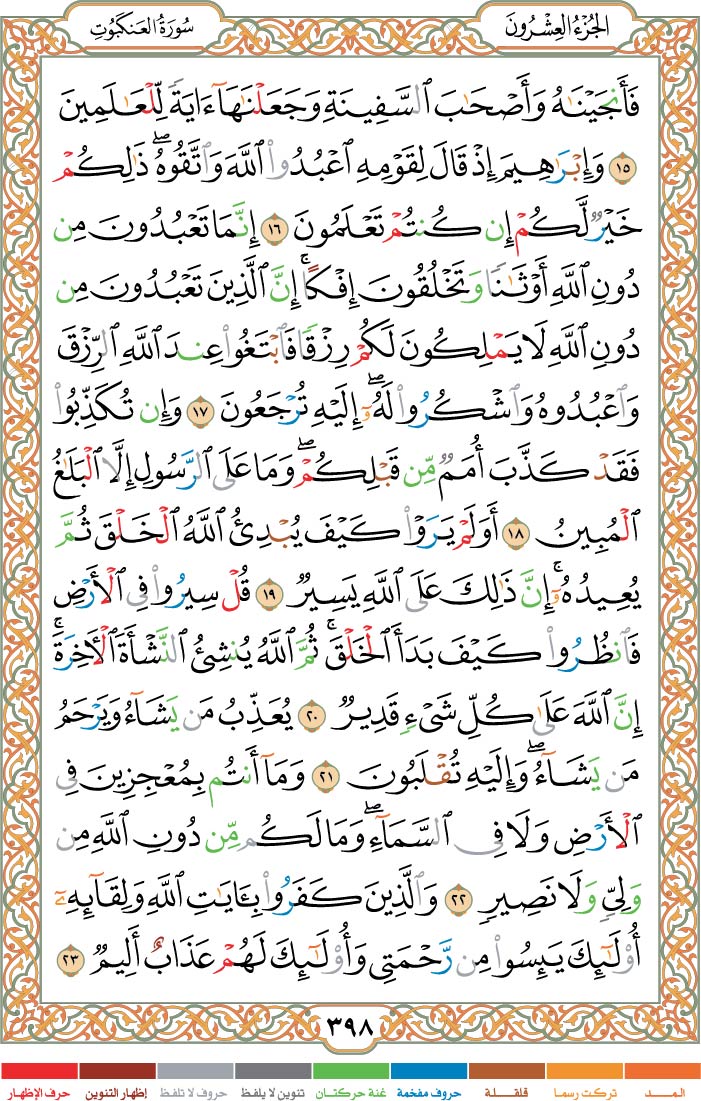 الجُزْءُ العِشْرُونَ
سُورَةُ العَنكَبُوتِ
فَأَنجَيْنَٰهُ وَأَصْحَٰبَ ٱلسَّفِينَةِ وَجَعَلْنَٰهَآ ءَايَةً لِّلْعَٰلَمِينَ
١٥ وَإِبْرَٰهِيمَ إِذْ قَالَ لِقَوْمِهِ ٱعْبُدُوا۟ ٱللَّهَ وَٱتَّقُوهُ ۖ ذَٰلِكُمْ
خَيْرٌ لَّكُمْ إِن كُنتُمْ تَعْلَمُونَ ١٦ إِنَّمَا تَعْبُدُونَ مِن
دُونِ ٱللَّهِ أَوْثَٰنًا وَتَخْلُقُونَ إِفْكًا ۚ إِنَّ ٱلَّذِينَ تَعْبُدُونَ مِن
دُونِ ٱللَّهِ لَا يَمْلِكُونَ لَكُمْ رِزْقًا فَٱبْتَغُوا۟ عِندَ ٱللَّهِ ٱلرِّزْقَ
وَٱعْبُدُوهُ وَٱشْكُرُوا۟ لَهُۥٓ ۖ إِلَيْهِ تُرْجَعُونَ ١٧ وَإِن تُكَذِّبُوا۟
فَقَدْ كَذَّبَ أُمَمٌ مِّن قَبْلِكُمْ ۖ وَمَا عَلَى ٱلرَّسُولِ إِلَّا ٱلْبَلَٰغُ
ٱلْمُبِينُ ١٨ أَوَلَمْ يَرَوْا۟ كَيْفَ يُبْدِئُ ٱللَّهُ ٱلْخَلْقَ ثُمَّ
يُعِيدُهُۥٓ ۚ إِنَّ ذَٰلِكَ عَلَى ٱللَّهِ يَسِيرٌ ١٩ قُلْ سِيرُوا۟ فِى ٱلْأَرْضِ
فَٱنظُرُوا۟ كَيْفَ بَدَأَ ٱلْخَلْقَ ۚ ثُمَّ ٱللَّهُ يُنشِئُ ٱلنَّشْأَةَ ٱلْأَخِرَةَ ۚ
إِنَّ ٱللَّهَ عَلَىٰ كُلِّ شَىْءٍ قَدِيرٌ ٢٠ يُعَذِّبُ مَن يَشَآءُ وَيَرْحَمُ
مَن يَشَآءُ ۖ وَإِلَيْهِ تُقْلَبُونَ ٢١ وَمَآ أَنتُم بِمُعْجِزِينَ فِى
ٱلْأَرْضِ وَلَا فِى ٱلسَّمَآءِ ۖ وَمَا لَكُم مِّن دُونِ ٱللَّهِ مِن
وَلِىٍّ وَلَا نَصِيرٍ ٢٢ وَٱلَّذِينَ كَفَرُوا۟ بِـَٔايَٰتِ ٱللَّهِ وَلِقَآئِهِۦٓ
أُو۟لَٰٓئِكَ يَئِسُوا۟ مِن رَّحْمَتِى وَأُو۟لَٰٓئِكَ لَهُمْ عَذَابٌ أَلِيمٌ ٢٣
٣٩٨
المـــد تركت رسما قلقـــلة حروف مفخمة غنة حركتان تنوين لا يلفظ حروف لا تلفظ إظهار التنوين حرف الإظهار